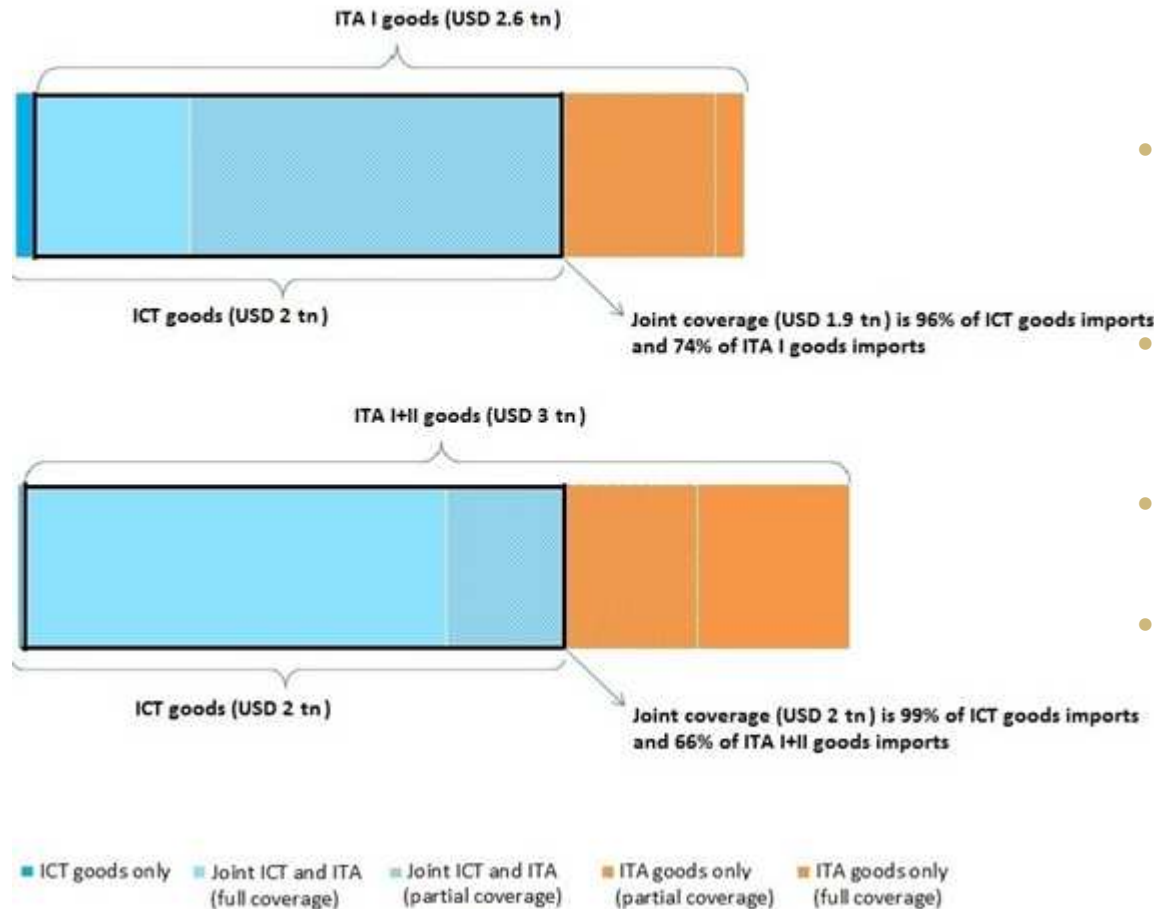 ITA I goods (USD 2.6 tn)
ICT goods (USD 2 tn)
Joint coverage (USD 1.9 tn) is 96% of ICT goods imports
and 74% of ITA I goods imports
ITA I+II goods (USD 3 tn)
ICT goods (USD 2 tn)
Joint coverage (USD 2 tn) is 99% of ICT goods imports
and 66% of ITA I+II goods imports
ICT goods only
Joint ICT and ITA
(full coverage)
Joint ICT and ITA
(partial coverage)
ITA goods only
(partial coverage)
ITA goods only
(full coverage)